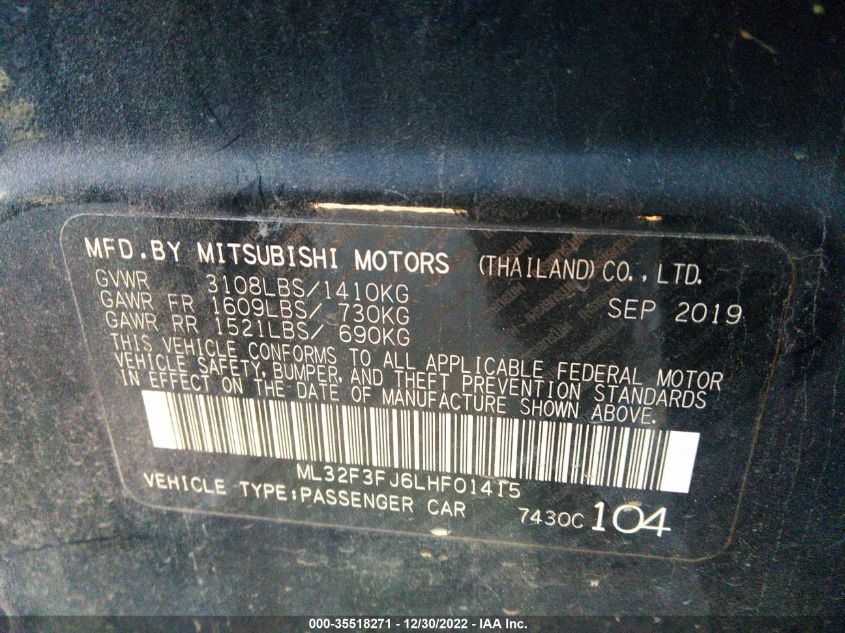 MFD.BY MITSUBISHI MOTORS (THAILAND) CO., LTD.
GVWR 3108LBS/1410KG SEP 2019
GAWR FR 1609LBS/ 730KG
GAWR RR 1521LBS/ 690KG
THIS VEHICLE CONFORMS TO ALL APPLICABLE FEDERAL MOTOR
VEHICLE SAFETY, BUMPER, AND THEFT PREVENTION STANDARDS
IN EFFECT ON THE DATE OF MANUFACTURE SHOWN ABOVE.
ML32F3FJ6LHF01415
VEHICLE TYPE:PASSENGER CAR 7430C 104
000-35518271 - 12/30/2022 - IAA Inc.